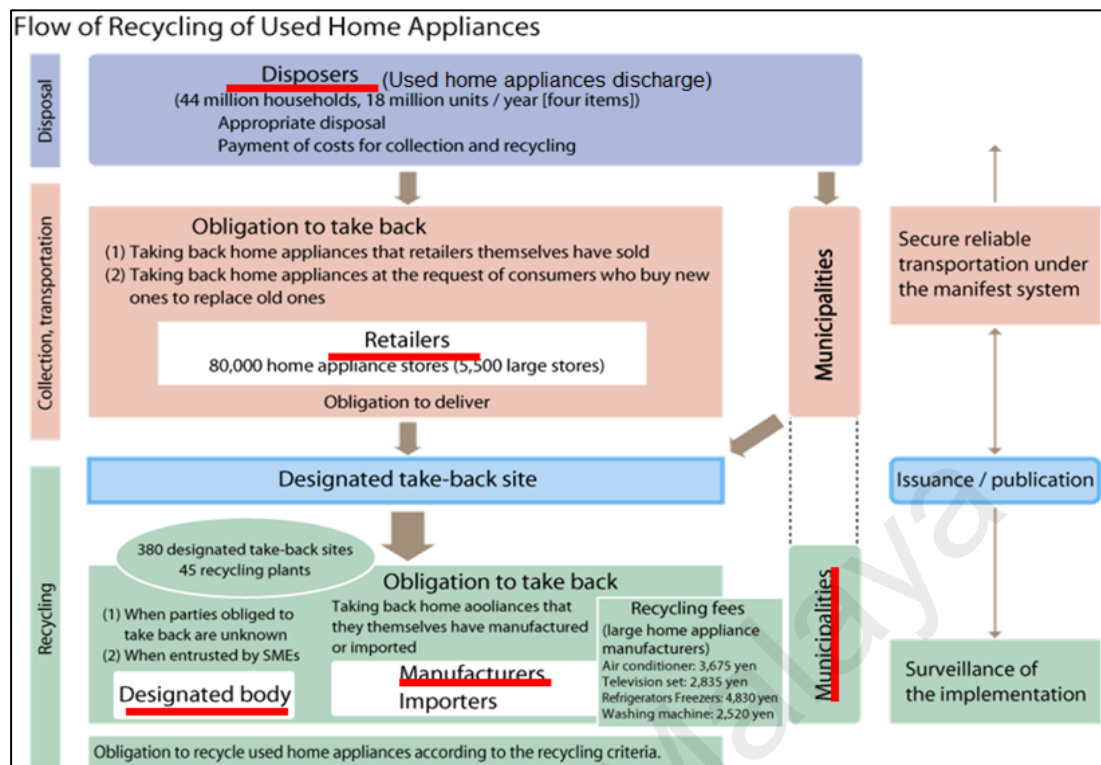 Flow of Recycling of Used Home Appliances
Disposal
Disposers (Used home appliances discharge)
(44 million households, 18 million units / year [four items])
Appropriate disposal
Payment of costs for collection and recycling
Collection, transportation
Obligation to take back
(1) Taking back home appliances that retailers themselves have sold
(2) Taking back home appliances at the request of consumers who buy new
ones to replace old ones
Retailers
80,000 home appliance stores (5,500 large stores)
Obligation to deliver
Municipalities
Secure reliable
transportation under
the manifest system
Designated take-back site
Issuance / publication
Recycling
380 designated take-back sites
45 recycling plants
(1) When parties obliged to
take back are unknown
(2) When entrusted by SMEs
Designated body
Obligation to take back
Taking back home aooliances that
they themselves have manufactured
or imported
Manufacturers
Importers
Recycling fees
(large home appliance
manufacturers)
Air conditioner: 3,675 yen
Television set: 2,835 yen
Refrigerators Freezers: 4,830 yen
Washing machine: 2,520 yen
Municipalities
Surveillance of
the implementation
Obligation to recycle used home appliances according to the recycling criteria.
Malaya